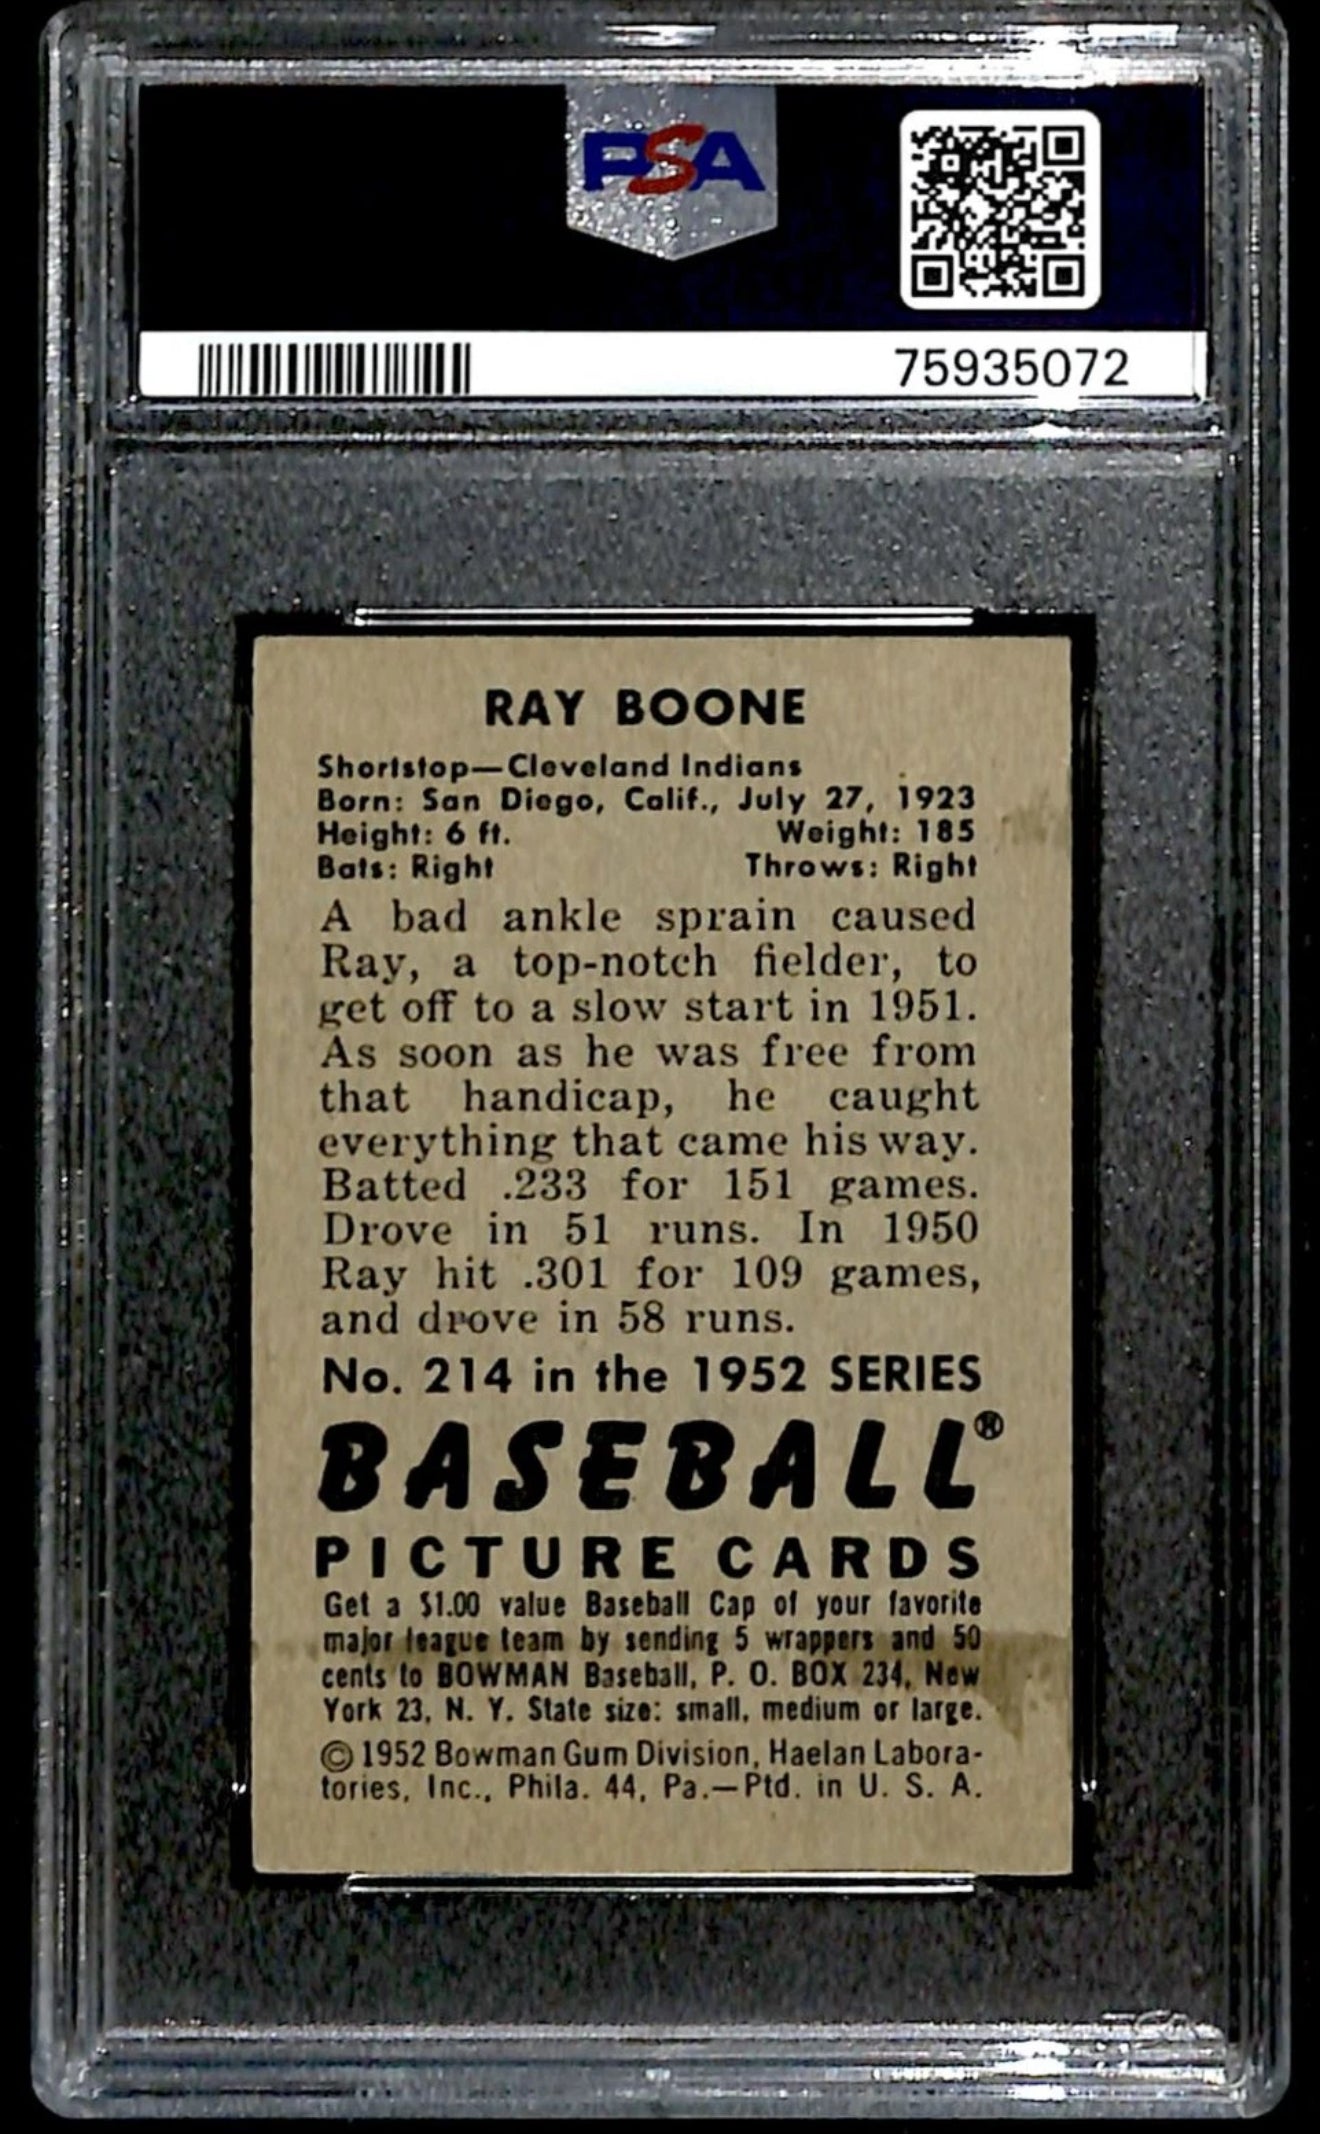 PSA
75935072
RAY BOONE
Shortstop—Cleveland Indians
Born: San Diego, Calif., July 27, 1923
Height: 6 ft. Weight: 185
Bats: Right Throws: Right
A bad ankle sprain caused
Ray, a top-notch fielder, to
get off to a slow start in 1951.
As soon as he was free from
that handicap, he caught
everything that came his way.
Batted .233 for 151 games.
Drove in 51 runs. In 1950
Ray hit .301 for 109 games,
and drove in 58 runs.
No. 214 in the 1952 SERIES
BASEBALL®
PICTURE CARDS
Get a $1.00 value Baseball Cap of your favorite
major league team by sending 5 wrappers and 50
cents to BOWMAN Baseball, P. O. BOX 234, New
York 23, N. Y. State size: small, medium or large.
© 1952 Bowman Gum Division, Haelan Labora-
tories, Inc., Phila. 44, Pa.—Ptd. in U. S. A.